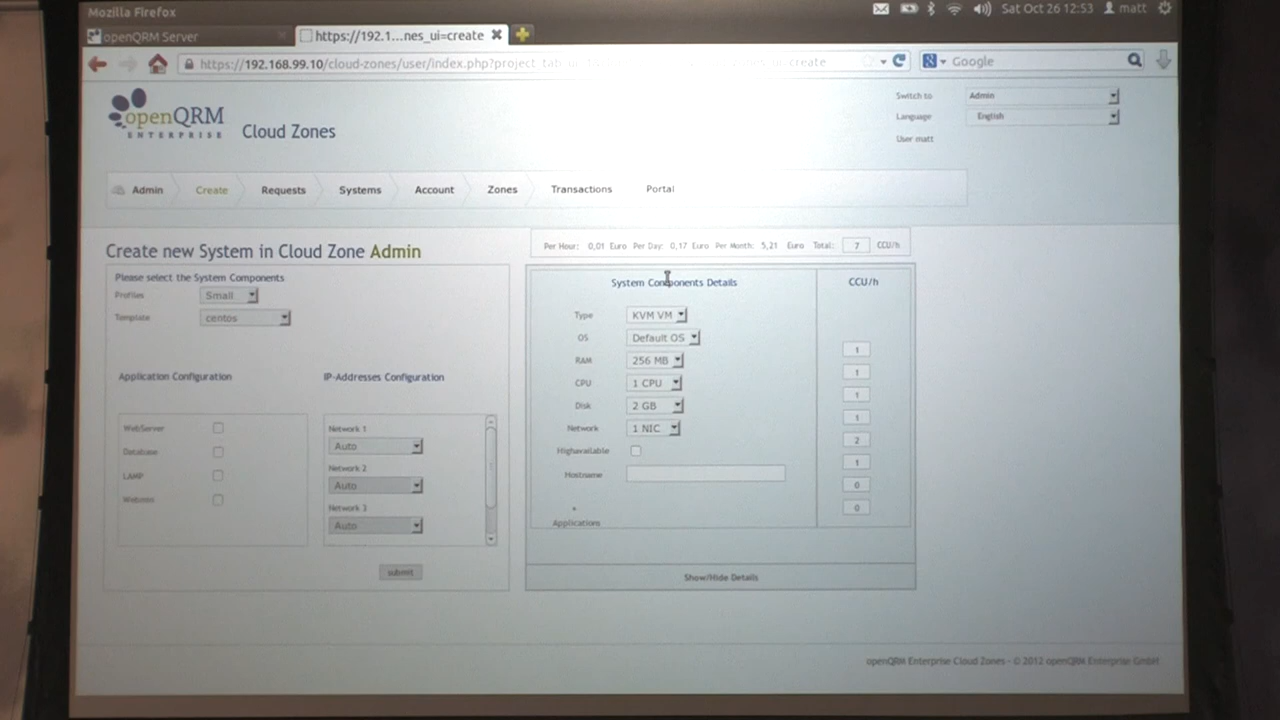 Mozilla Firefox
Sat Oct 26 12:53 matt
openQRM Server
https://192.1...nes_ui=create
https://192.168.99.10/cloud-zones/user/index.php?project_tab create
Google
openQRM
ENTERPRISE
Cloud Zones
Switch to Admin
Language English
User matt
Admin Create Requests Systems Account Zones Transactions Portal
Create new System in Cloud Zone Admin
Per Hour: 0,01 Euro Per Day: 0,17 Euro Per Month: 5,21 Euro Total: 7 CCU/h
Please select the System Components
Profiles Small
Template centos
Application Configuration
WebServer
Database
LAMP
IP-Addresses Configuration
Network 1
Auto
Network 2
Auto
Network 3
Auto
submit
System Components Details
CCU/h
Type KVM VM
OS Default OS
RAM 256 MB
CPU 1 CPU
Disk 2 GB
Network 1 NIC
Highavailable
Hostname
*
Applications
1
1
1
1
2
1
0
0
Show/Hide Details
openQRM Enterprise Cloud Zones - © 2012 openQRM Enterprise GmbH